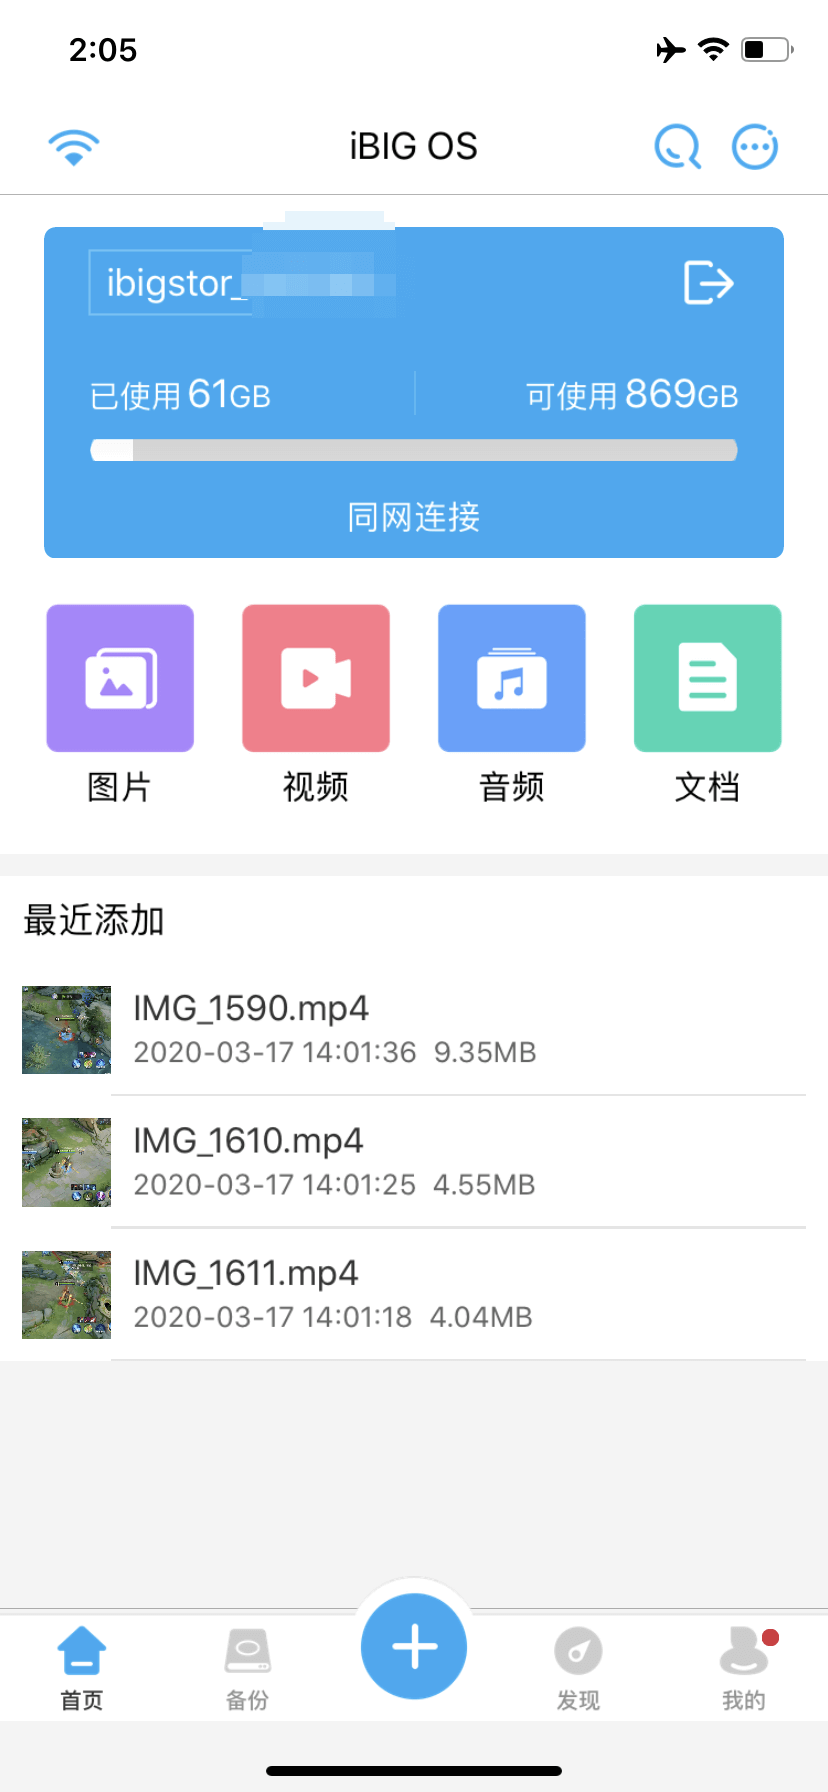 2:05
iBIG OS
ibigstor_
已使用 61GB
可使用 869GB
同网连接
图片
视频
音频
文档
最近添加
IMG_1590.mp4
2020-03-17 14:01:36 9.35MB
IMG_1610.mp4
2020-03-17 14:01:25 4.55MB
IMG_1611.mp4
2020-03-17 14:01:18 4.04MB
首页
备份
发现
我的